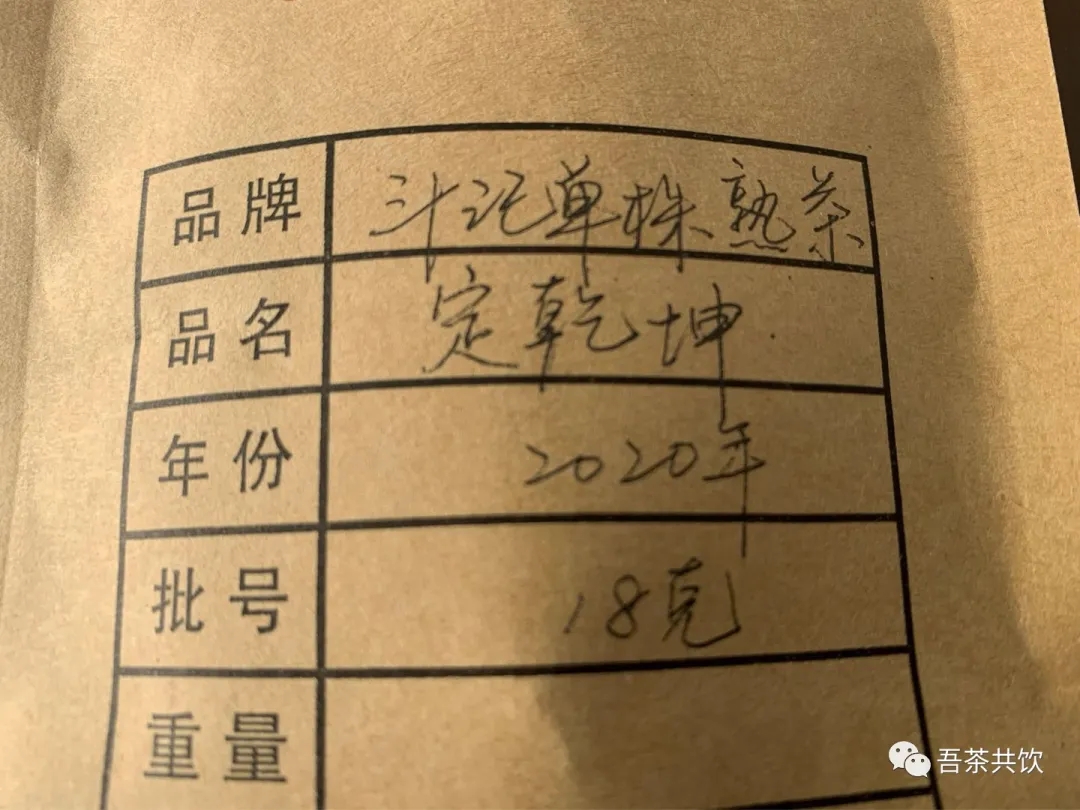 品牌 汁记单株熟茶
品名 定乾坤
年份 2020年
批号 18克
重量
吾茶共饮